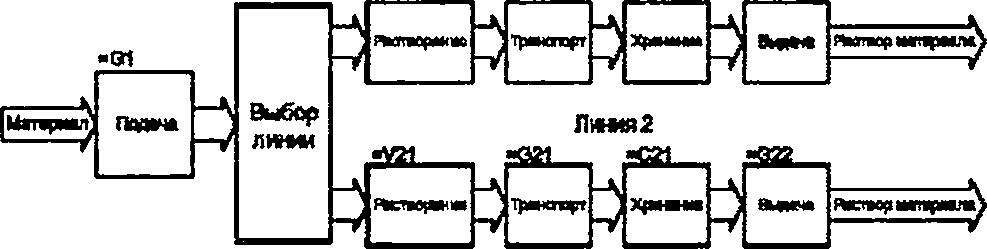 Растворение Транспорт Хранение Выдача Раствор материала
=G1
Материал Подача
Выбор
линии
Линия 2
=V21 =G21 =C21 =G22
Растворение Транспорт Хранение Выдача Раствор материала